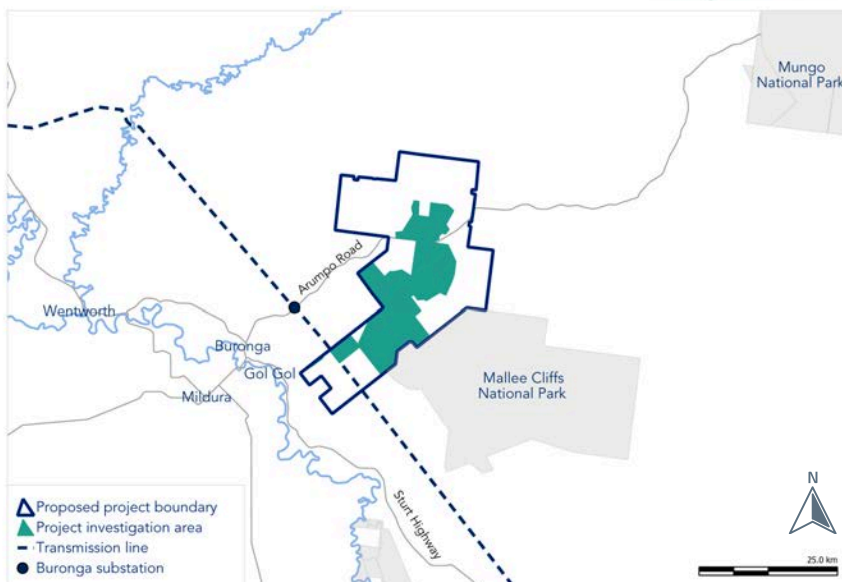 Mungo
National Park
Arumpo Road
Wentworth
Buronga
Gol Gol
Mildura
Mallee Cliffs
National Park
Sturt Highway
N
Proposed project boundary
Project investigation area
Transmission line
Buronga substation
25.0 km